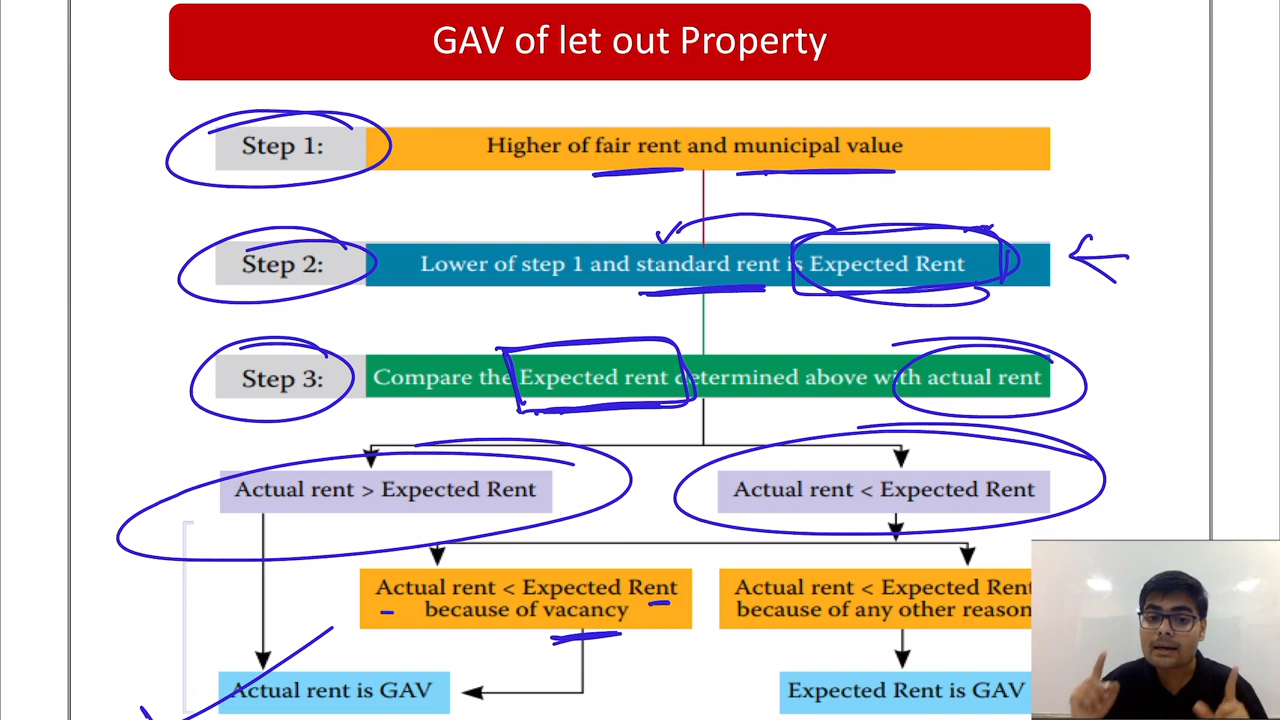 GAV of let out Property
Step 1:
Higher of fair rent and municipal value
Step 2:
Lower of step 1 and standard rent is Expected Rent
Step 3:
Compare the Expected rent determined above with actual rent
Actual rent > Expected Rent
Actual rent < Expected Rent
Actual rent < Expected Rent
because of vacancy
Actual rent < Expected Rent
because of any other reason
Actual rent is GAV
Expected Rent is GAV